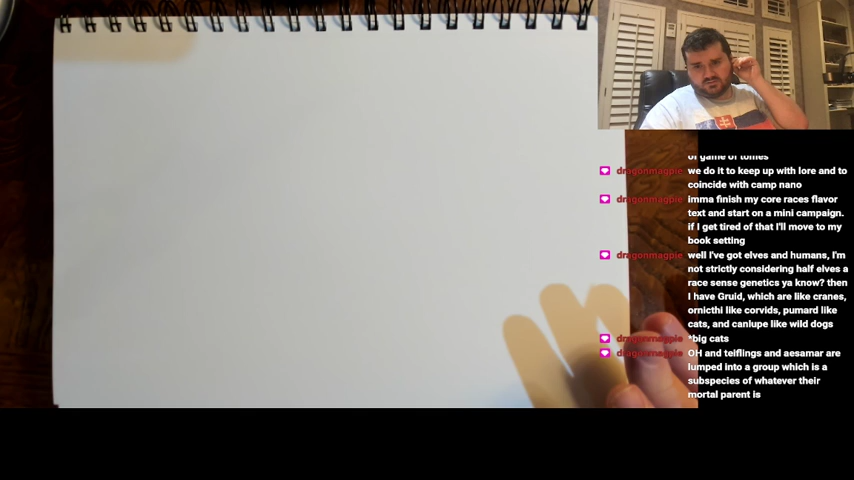 of game of tomes
dragonmagpie we do it to keep up with lore and to
coincide with camp nano
dragonmagpie imma finish my core races flavor
text and start on a mini campaign.
if I get tired of that I'll move to my
book setting
dragonmagpie well I've got elves and humans, I'm
not strictly considering half elves a
race sense genetics ya know? then
I have Gruid, which are like cranes,
ornicthi like corvids, pumard like
cats, and canlupe like wild dogs
dragonmagpie *big cats
dragonmagpie OH and teiflings and aesamar are
lumped into a group which is a
subspecies of whatever their
mortal parent is